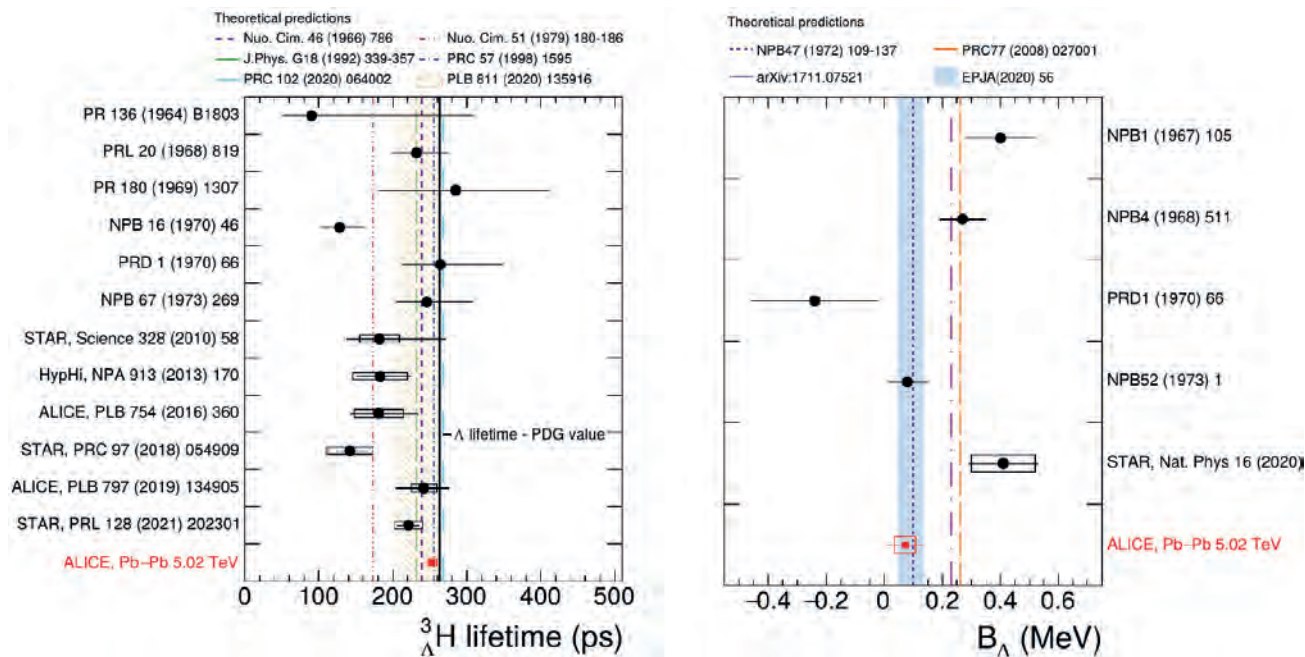 Theoretical predictions
Nuo. Cim. 46 (1966) 786
Nuo. Cim. 51 (1979) 180-186
J.Phys. G18 (1992) 339-357
PRC 57 (1998) 1595
PRC 102 (2020) 064002
PLB 811 (2020) 135916
PR 136 (1964) B1803
PRL 20 (1968) 819
PR 180 (1969) 1307
NPB 16 (1970) 46
PRD 1 (1970) 66
NPB 67 (1973) 269
STAR, Science 328 (2010) 58
HypHi, NPA 913 (2013) 170
ALICE, PLB 754 (2016) 360
Λ lifetime - PDG value
STAR, PRC 97 (2018) 054909
ALICE, PLB 797 (2019) 134905
STAR, PRL 128 (2021) 202301
ALICE, Pb−Pb 5.02 TeV
0 100 200 300 400 500
³ΛH lifetime (ps)
Theoretical predictions
NPB47 (1972) 109-137
PRC77 (2008) 027001
arXiv:1711.07521
EPJA(2020) 56
NPB1 (1967) 105
NPB4 (1968) 511
PRD1 (1970) 66
NPB52 (1973) 1
STAR, Nat. Phys 16 (2020)
ALICE, Pb−Pb 5.02 TeV
−0.4 −0.2 0 0.2 0.4 0.6
BΛ (MeV)